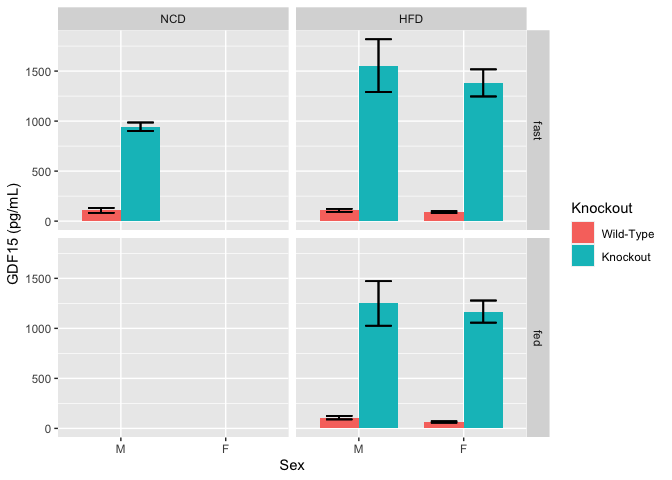 NCD HFD
GDF15 (pg/mL)
1500
1000
500
0
fast
1500
1000
500
0
fed
M F M F
Sex
Knockout
Wild-Type
Knockout